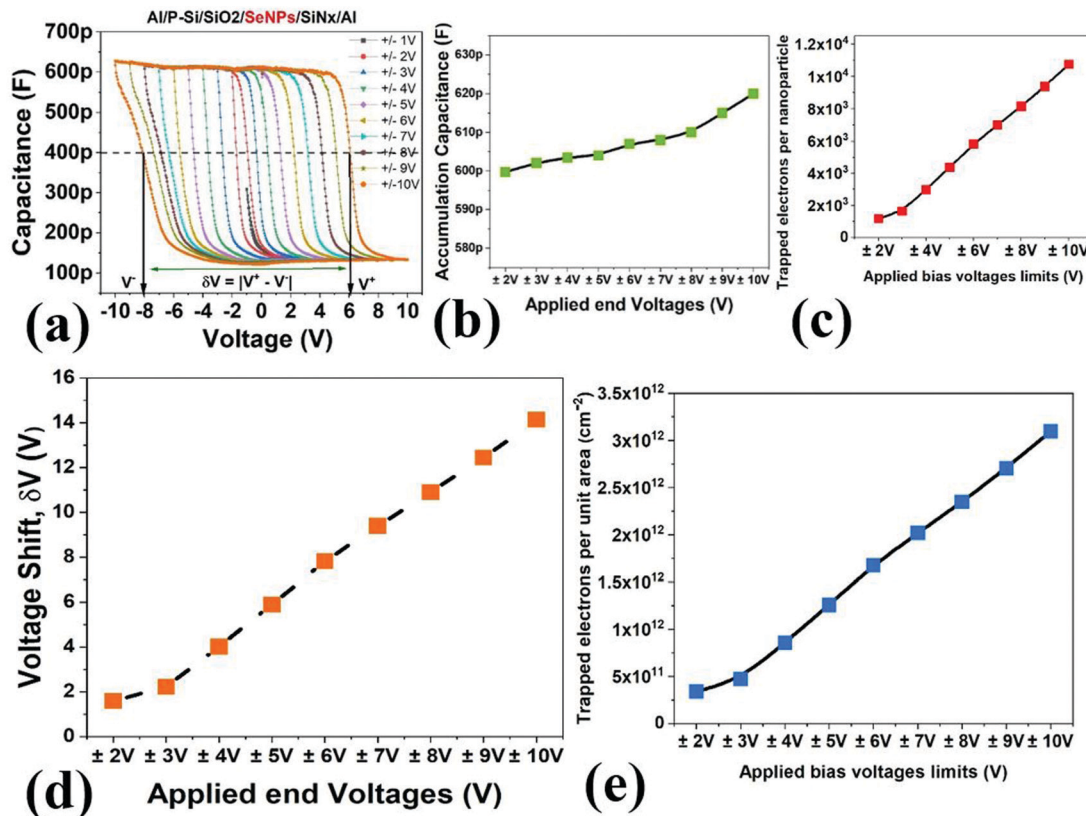 Al/P-Si/SiO2/SeNPs/SiNx/Al
Capacitance (F)
700p
600p
500p
400p
300p
200p
100p
+/- 1V
+/- 2V
+/- 3V
+/- 4V
+/- 5V
+/- 6V
+/- 7V
+/- 8V
+/- 9V
+/-10V
V-
δV = |V+ - V-|
V+
-10 -8 -6 -4 -2 0 2 4 6 8 10
Voltage (V)
(a)
Accumulation Capacitance (F)
630p
620p
610p
600p
590p
580p
± 2V ± 3V ± 4V ± 5V ± 6V ± 7V ± 8V ± 9V ± 10V
Applied end Voltages (V)
(b)
Trapped electrons per nanoparticle
1.2x10⁴
1x10⁴
8x10³
6x10³
4x10³
2x10³
0
± 2V ± 4V ± 6V ± 8V ± 10V
Applied bias voltages limits (V)
(c)
Voltage Shift, δV (V)
16
14
12
10
8
6
4
2
0
± 2V ± 3V ± 4V ± 5V ± 6V ± 7V ± 8V ± 9V ± 10V
Applied end Voltages (V)
(d)
Trapped electrons per unit area (cm⁻²)
3.5x10¹²
3x10¹²
2.5x10¹²
2x10¹²
1.5x10¹²
1x10¹²
5x10¹¹
0
± 2V ± 3V ± 4V ± 5V ± 6V ± 7V ± 8V ± 9V ± 10V
Applied bias voltages limits (V)
(e)